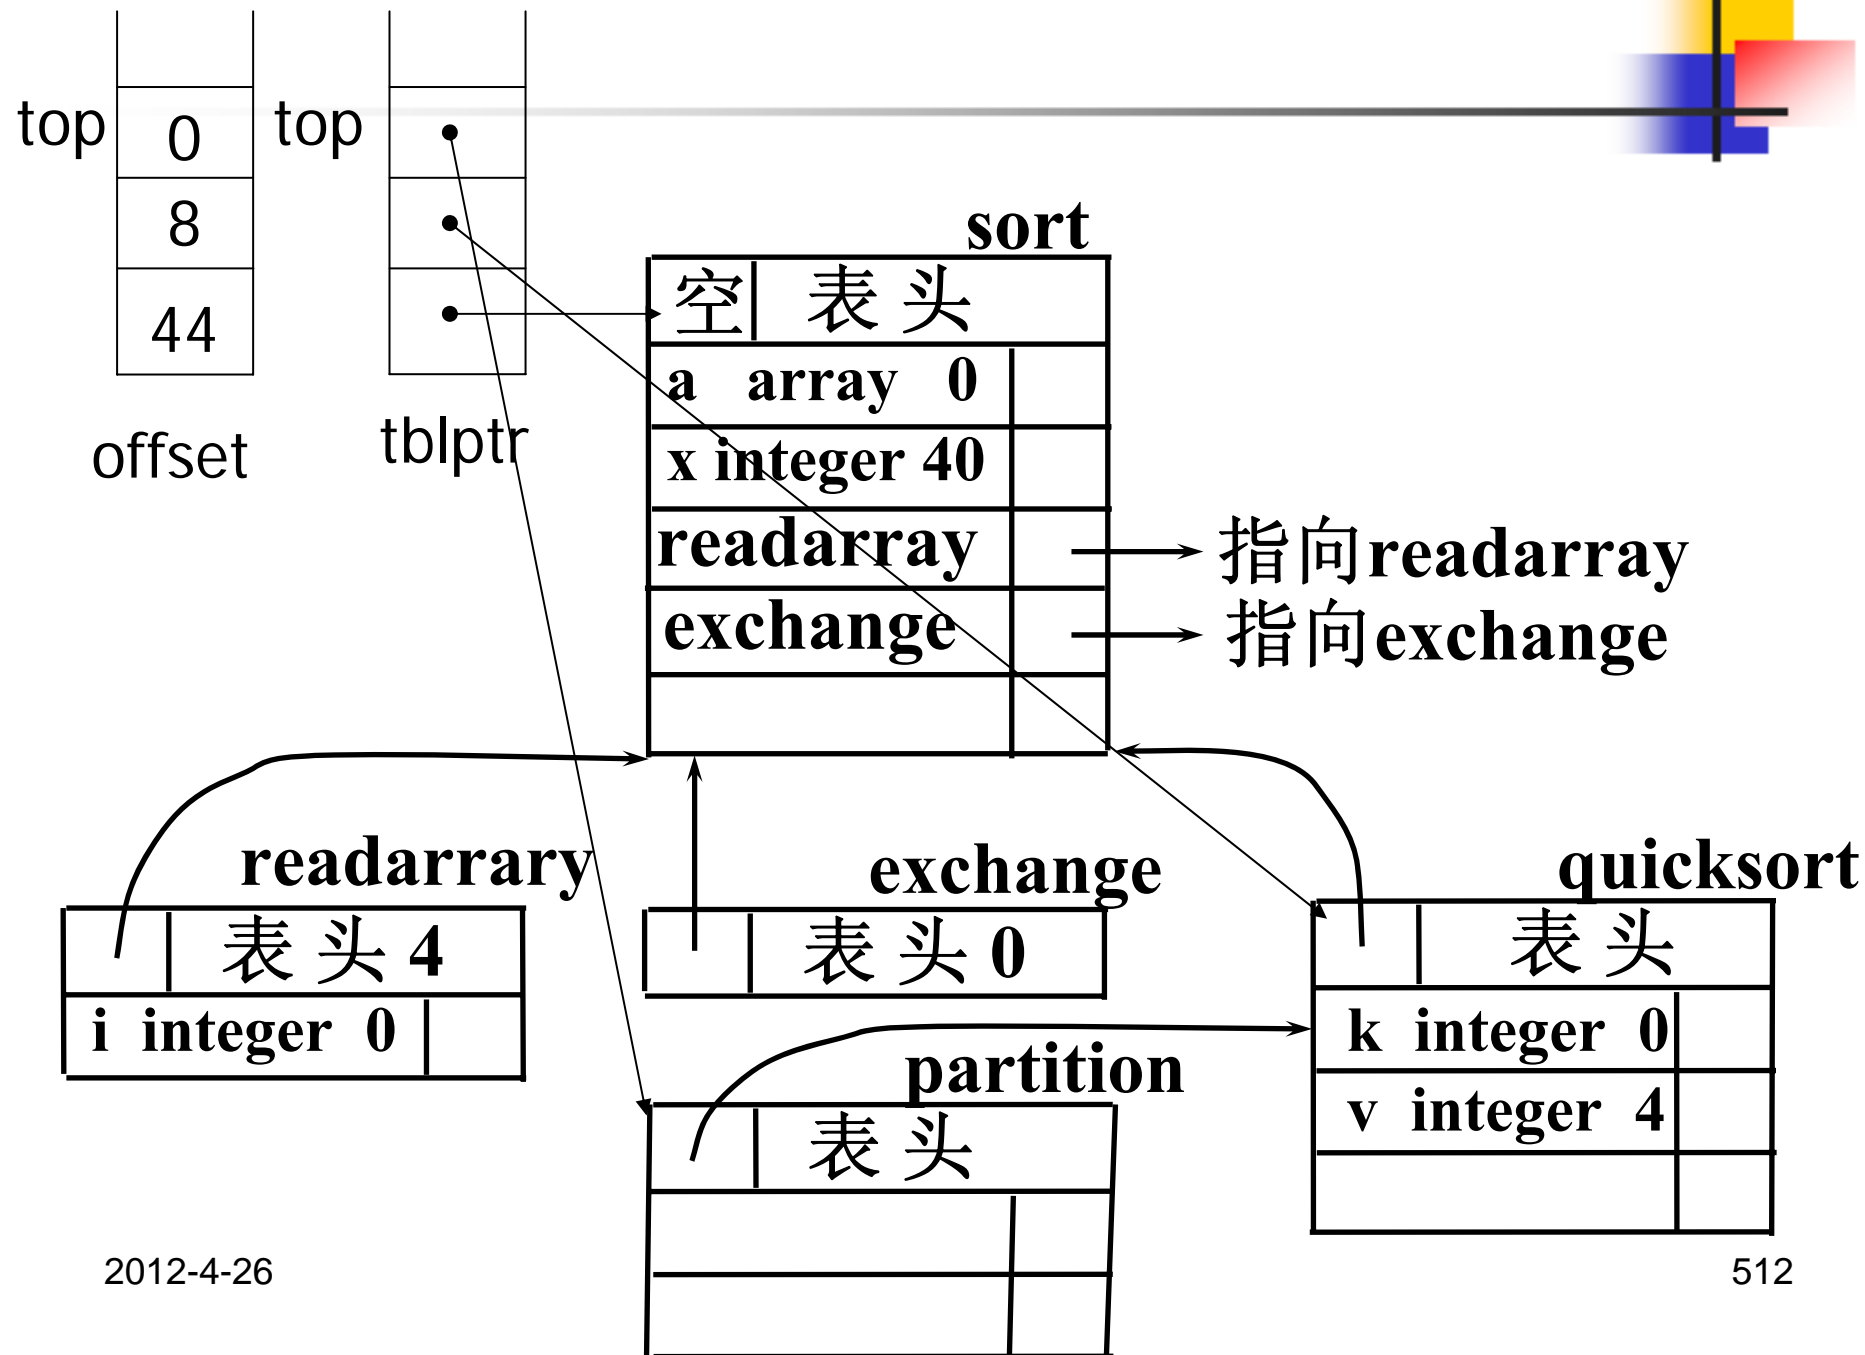 top
0
8
44
offset
top
tblptr
sort
空 表 头
a array 0
x integer 40
readarray
指向readarray
exchange
指向exchange
readarrary
表 头 4
i integer 0
exchange
表 头 0
quicksort
表 头
k integer 0
v integer 4
partition
表 头
2012-4-26
512